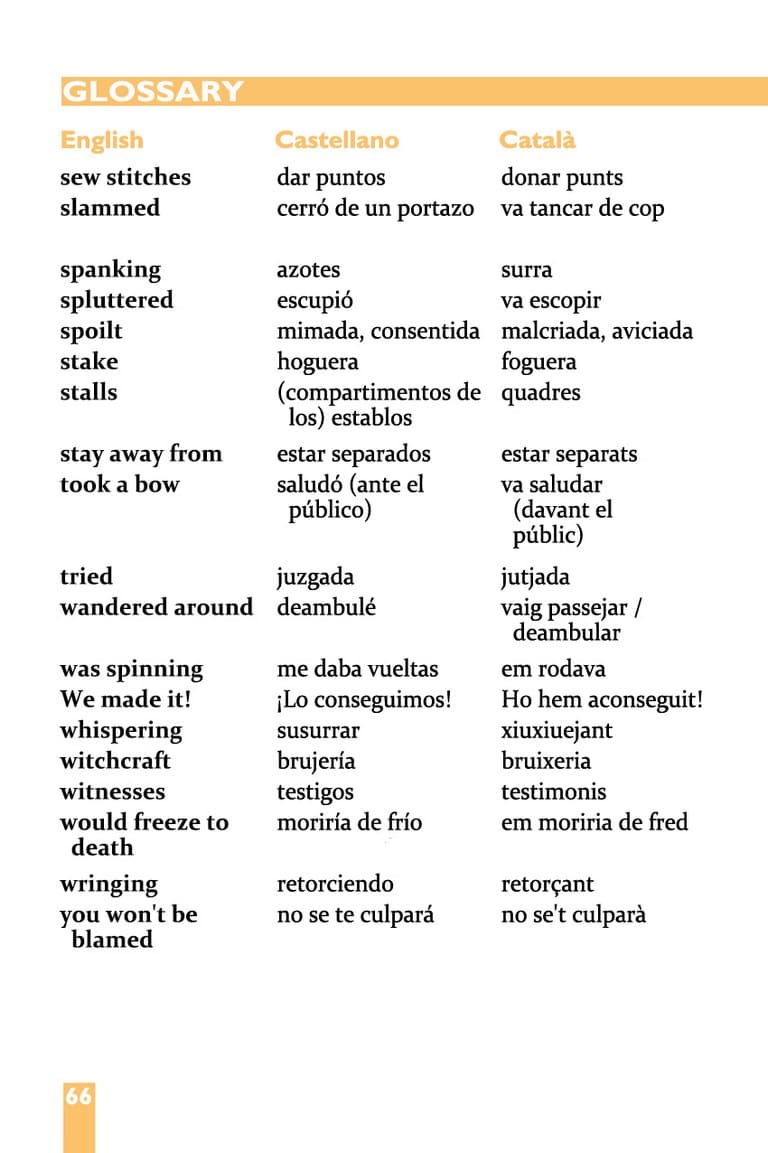 GLOSSARY
English Castellano Català
sew stitches dar puntos donar punts
slammed cerró de un portazo va tancar de cop
spanking azotes surra
spluttered escupió va escopir
spoilt mimada, consentida malcriada, aviciada
stake hoguera foguera
stalls (compartimentos de quadres
los) establos
stay away from estar separados estar separats
took a bow saludó (ante el va saludar
público) (davant el
públic)
tried juzgada jutjada
wandered around deambulé vaig passejar /
deambular
was spinning me daba vueltas em rodava
We made it! ¡Lo conseguimos! Ho hem aconseguit!
whispering susurrar xiuxiuejant
witchcraft brujería bruixeria
witnesses testigos testimonis
would freeze to moriría de frío em moriria de fred
death
wringing retorciendo retorçant
you won't be no se te culpará no se't culparà
blamed
66